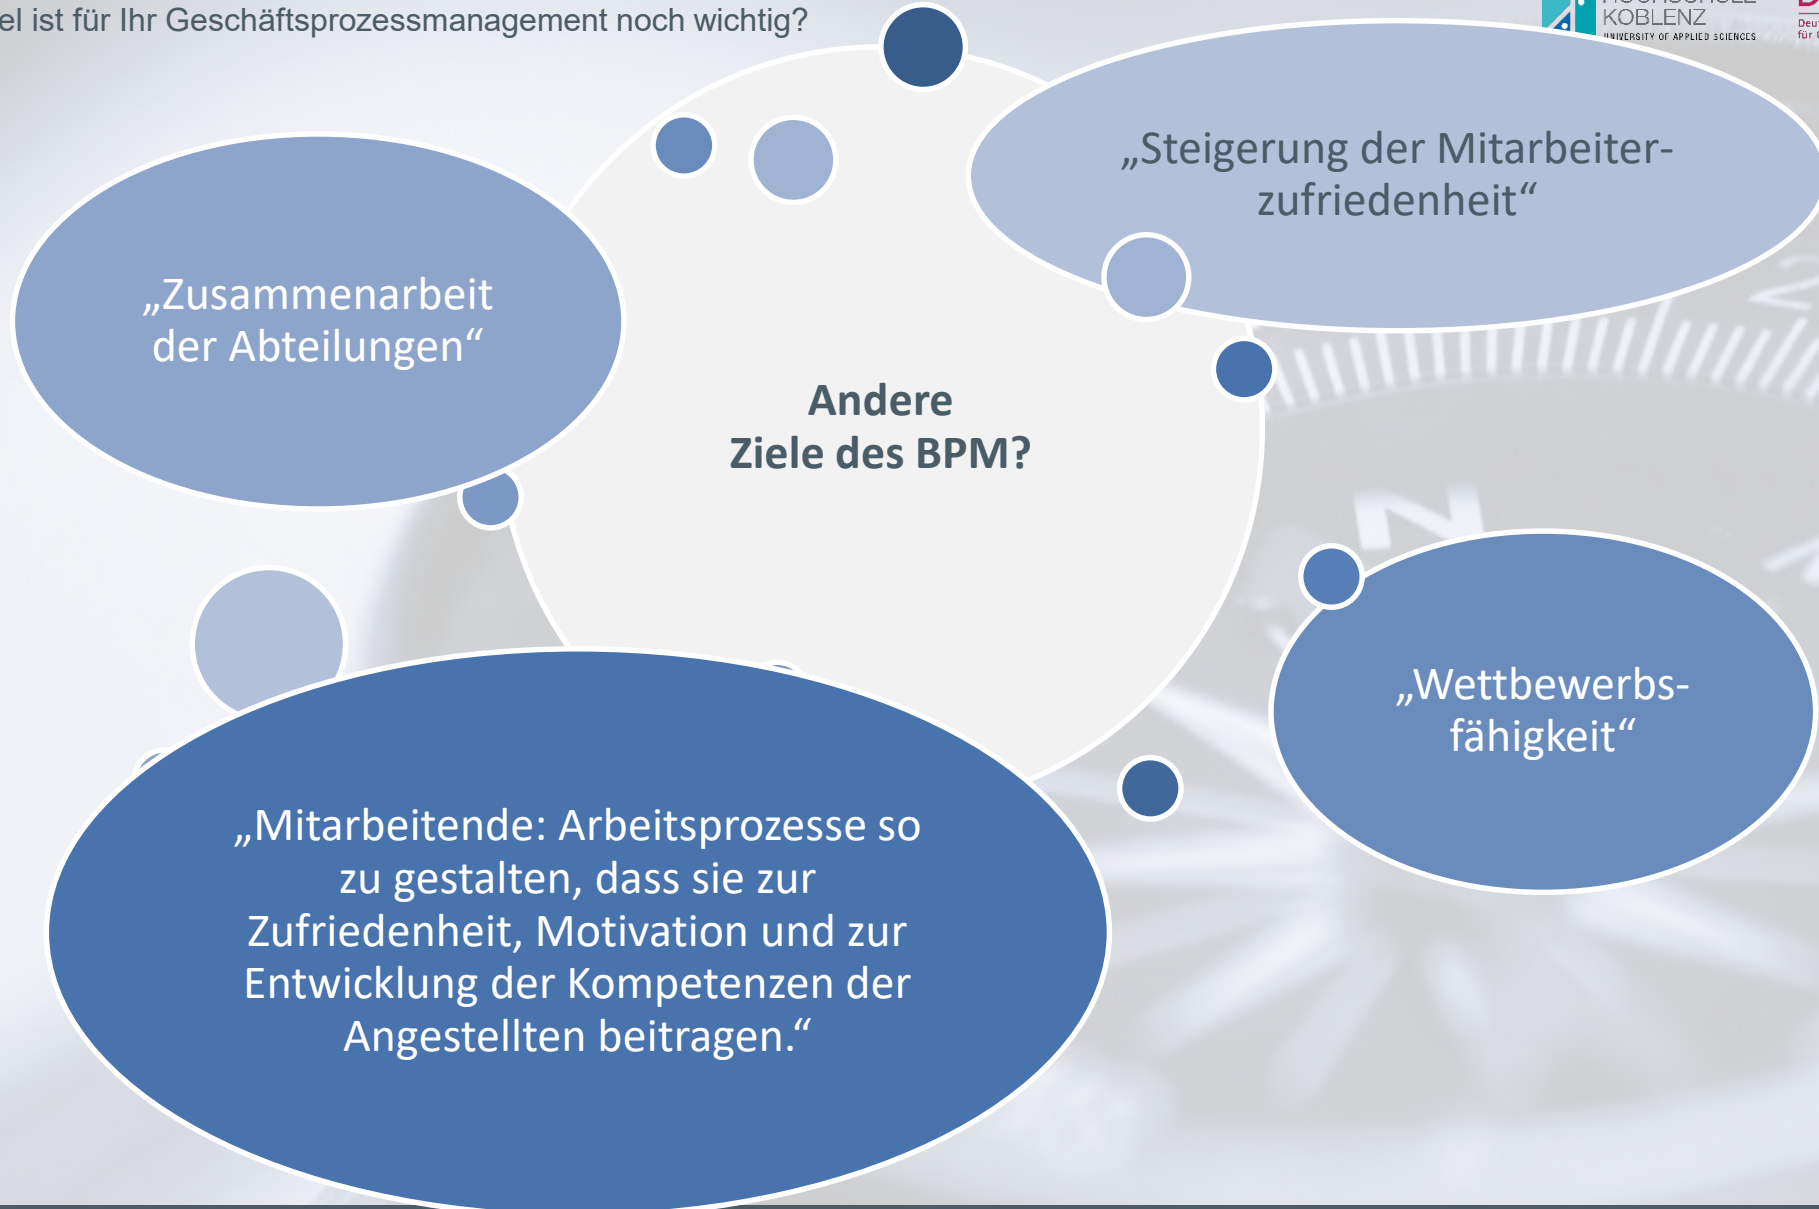 ist für Ihr Geschäftsprozessmanagement noch wichtig?
KOBLENZ
UNIVERSITY OF APPLIED SCIENCES
„Steigerung der Mitarbeiter-
zufriedenheit“
„Zusammenarbeit
der Abteilungen“
Andere
Ziele des BPM?
N
„Wettbewerbs-
fähigkeit“
„Mitarbeitende: Arbeitsprozesse so
zu gestalten, dass sie zur
Zufriedenheit, Motivation und zur
Entwicklung der Kompetenzen der
Angestellten beitragen.“